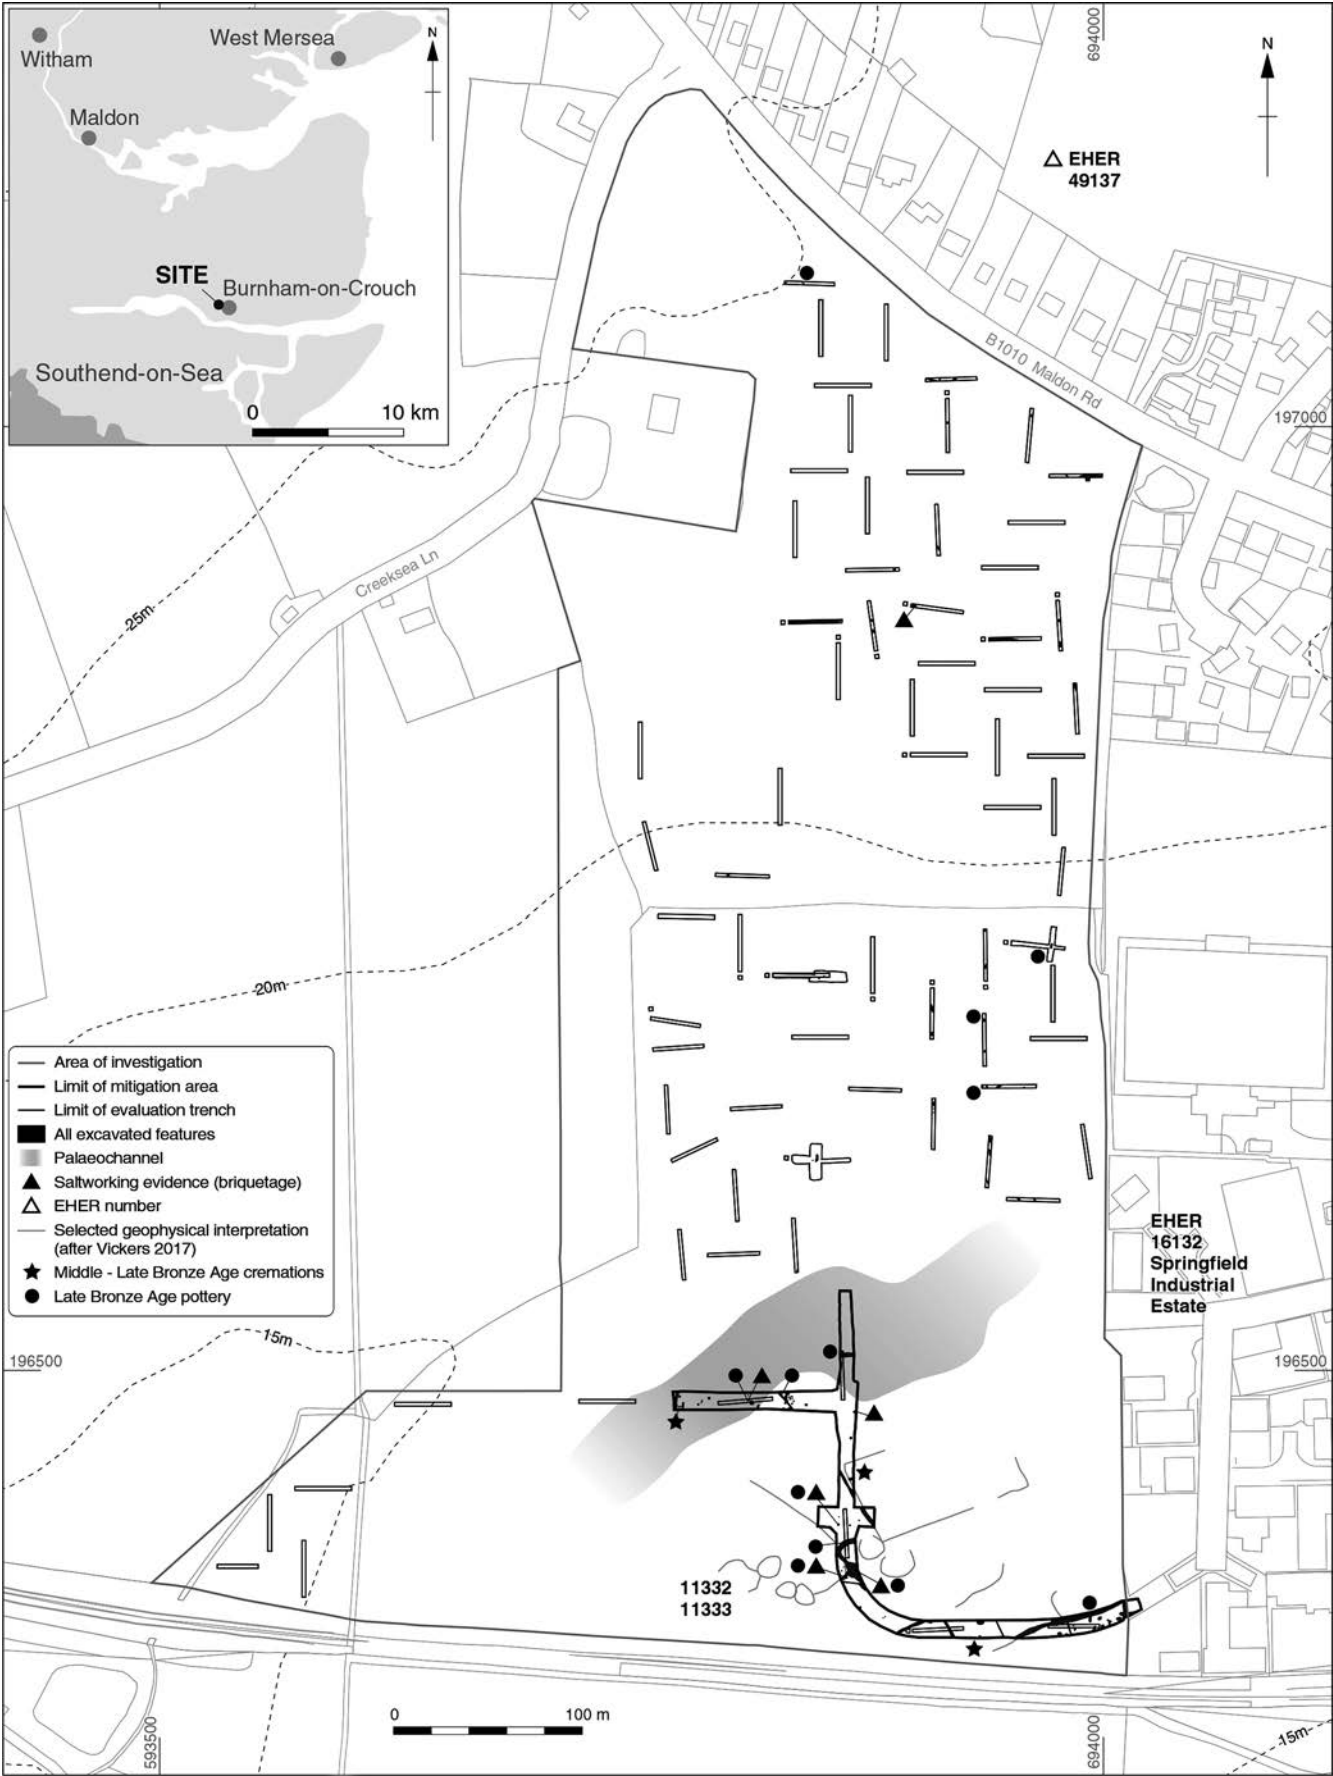 Witham
West Mersea
N
Maldon
SITE
Burnham-on-Crouch
Southend-on-Sea
0 10 km
694000
N
EHER
49137
B1010 Maldon Rd
197000
Creeksea Ln
25m
20m
Area of investigation
Limit of mitigation area
Limit of evaluation trench
All excavated features
Palaeochannel
Saltworking evidence (briquetage)
EHER number
Selected geophysical interpretation
(after Vickers 2017)
Middle - Late Bronze Age cremations
Late Bronze Age pottery
EHER
16132
Springfield
Industrial
Estate
15m
196500
196500
11332
11333
0 100 m
593500
694000
15m